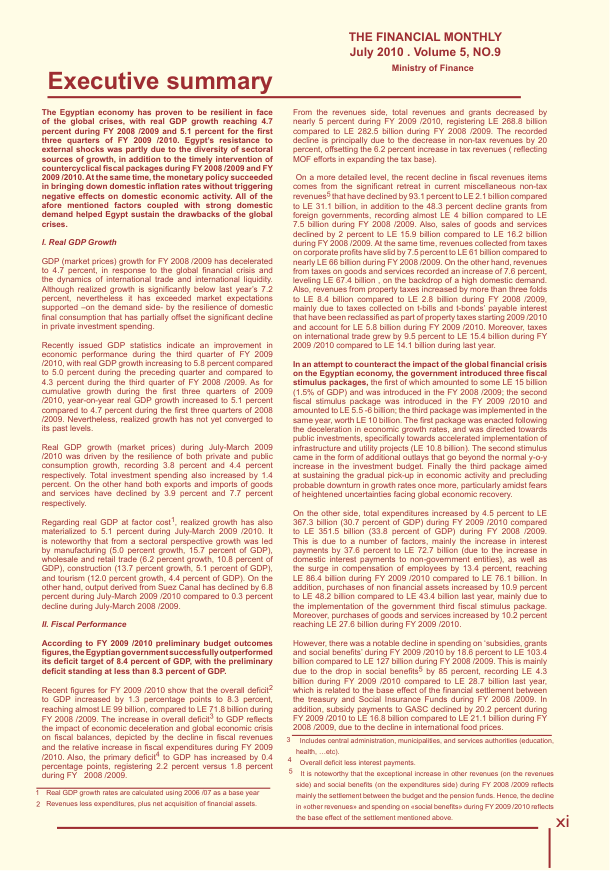 THE FINANCIAL MONTHLY
July 2010 . Volume 5, NO.9
Ministry of Finance
Executive summary
The Egyptian economy has proven to be resilient in face
of the global crises, with real GDP growth reaching 4.7
percent during FY 2008 /2009 and 5.1 percent for the first
three quarters of FY 2009 /2010. Egypt's resistance to
external shocks was partly due to the diversity of sectoral
sources of growth, in addition to the timely intervention of
countercyclical fiscal packages during FY 2008 /2009 and FY
2009 /2010. At the same time, the monetary policy succeeded
in bringing down domestic inflation rates without triggering
negative effects on domestic economic activity. All of the
afore mentioned factors coupled with strong domestic
demand helped Egypt sustain the drawbacks of the global
crises.
I. Real GDP Growth
GDP (market prices) growth for FY 2008 /2009 has decelerated
to 4.7 percent, in response to the global financial crisis and
the dynamics of international trade and international liquidity.
Although realized growth is significantly below last year's 7.2
percent, nevertheless it has exceeded market expectations
supported –on the demand side- by the resilience of domestic
final consumption that has partially offset the significant decline
in private investment spending.
Recently issued GDP statistics indicate an improvement in
economic performance during the third quarter of FY 2009
/2010, with real GDP growth increasing to 5.8 percent compared
to 5.0 percent during the preceding quarter and compared to
4.3 percent during the third quarter of FY 2008 /2009. As for
cumulative growth during the first three quarters of 2009
/2010, year-on-year real GDP growth increased to 5.1 percent
compared to 4.7 percent during the first three quarters of 2008
/2009. Nevertheless, realized growth has not yet converged to
its past levels.
Real GDP growth (market prices) during July-March 2009
/2010 was driven by the resilience of both private and public
consumption growth, recording 3.8 percent and 4.4 percent
respectively. Total investment spending also increased by 1.4
percent. On the other hand both exports and imports of goods
and services have declined by 3.9 percent and 7.7 percent
respectively.
Regarding real GDP at factor cost1, realized growth has also
materialized to 5.1 percent during July-March 2009 /2010. It
is noteworthy that from a sectoral perspective growth was led
by manufacturing (5.0 percent growth, 15.7 percent of GDP),
wholesale and retail trade (6.2 percent growth, 10.8 percent of
GDP), construction (13.7 percent growth, 5.1 percent of GDP),
and tourism (12.0 percent growth, 4.4 percent of GDP). On the
other hand, output derived from Suez Canal has declined by 6.8
percent during July-March 2009 /2010 compared to 0.3 percent
decline during July-March 2008 /2009.
II. Fiscal Performance
According to FY 2009 /2010 preliminary budget outcomes
figures, the Egyptian government successfully outperformed
its deficit target of 8.4 percent of GDP, with the preliminary
deficit standing at less than 8.3 percent of GDP.
Recent figures for FY 2009 /2010 show that the overall deficit2
to GDP increased by 1.3 percentage points to 8.3 percent,
reaching almost LE 99 billion, compared to LE 71.8 billion during
FY 2008 /2009. The increase in overall deficit3 to GDP reflects
the impact of economic deceleration and global economic crisis
on fiscal balances, depicted by the decline in fiscal revenues
and the relative increase in fiscal expenditures during FY 2009
/2010. Also, the primary deficit4 to GDP has increased by 0.4
percentage points, registering 2.2 percent versus 1.8 percent
during FY 2008 /2009.
1 Real GDP growth rates are calculated using 2006 /07 as a base year
2 Revenues less expenditures, plus net acquisition of financial assets.
From the revenues side, total revenues and grants decreased by
nearly 5 percent during FY 2009 /2010, registering LE 268.8 billion
compared to LE 282.5 billion during FY 2008 /2009. The recorded
decline is principally due to the decrease in non-tax revenues by 20
percent, offsetting the 6.2 percent increase in tax revenues ( reflecting
MOF efforts in expanding the tax base).
On a more detailed level, the recent decline in fiscal revenues items
comes from the significant retreat in current miscellaneous non-tax
revenues5 that have declined by 93.1 percent to LE 2.1 billion compared
to LE 31.1 billion, in addition to the 48.3 percent decline grants from
foreign governments, recording almost LE 4 billion compared to LE
7.5 billion during FY 2008 /2009. Also, sales of goods and services
declined by 2 percent to LE 15.9 billion compared to LE 16.2 billion
during FY 2008 /2009. At the same time, revenues collected from taxes
on corporate profits have slid by 7.5 percent to LE 61 billion compared to
nearly LE 66 billion during FY 2008 /2009. On the other hand, revenues
from taxes on goods and services recorded an increase of 7.6 percent,
leveling LE 67.4 billion , on the backdrop of a high domestic demand.
Also, revenues from property taxes increased by more than three folds
to LE 8.4 billion compared to LE 2.8 billion during FY 2008 /2009,
mainly due to taxes collected on t-bills and t-bonds' payable interest
that have been reclassified as part of property taxes starting 2009 /2010
and account for LE 5.8 billion during FY 2009 /2010. Moreover, taxes
on international trade grew by 9.5 percent to LE 15.4 billion during FY
2009 /2010 compared to LE 14.1 billion during last year.
In an attempt to counteract the impact of the global financial crisis
on the Egyptian economy, the government introduced three fiscal
stimulus packages, the first of which amounted to some LE 15 billion
(1.5% of GDP) and was introduced in the FY 2008 /2009; the second
fiscal stimulus package was introduced in the FY 2009 /2010 and
amounted to LE 5.5 -6 billion; the third package was implemented in the
same year, worth LE 10 billion. The first package was enacted following
the deceleration in economic growth rates, and was directed towards
public investments, specifically towards accelerated implementation of
infrastructure and utility projects (LE 10.8 billion). The second stimulus
came in the form of additional outlays that go beyond the normal y-o-y
increase in the investment budget. Finally the third package aimed
at sustaining the gradual pick-up in economic activity and precluding
probable downturn in growth rates once more, particularly amidst fears
of heightened uncertainties facing global economic recovery.
On the other side, total expenditures increased by 4.5 percent to LE
367.3 billion (30.7 percent of GDP) during FY 2009 /2010 compared
to LE 351.5 billion (33.8 percent of GDP) during FY 2008 /2009.
This is due to a number of factors, mainly the increase in interest
payments by 37.6 percent to LE 72.7 billion (due to the increase in
domestic interest payments to non-government entities), as well as
the surge in compensation of employees by 13.4 percent, reaching
LE 86.4 billion during FY 2009 /2010 compared to LE 76.1 billion. In
addition, purchases of non financial assets increased by 10.9 percent
to LE 48.2 billion compared to LE 43.4 billion last year, mainly due to
the implementation of the government third fiscal stimulus package.
Moreover, purchases of goods and services increased by 10.2 percent
reaching LE 27.6 billion during FY 2009 /2010.
However, there was a notable decline in spending on 'subsidies, grants
and social benefits' during FY 2009 /2010 by 18.6 percent to LE 103.4
billion compared to LE 127 billion during FY 2008 /2009. This is mainly
due to the drop in social benefits5 by 85 percent, recording LE 4.3
billion during FY 2009 /2010 compared to LE 28.7 billion last year,
which is related to the base effect of the financial settlement between
the treasury and Social Insurance Funds during FY 2008 /2009. In
addition, subsidy payments to GASC declined by 20.2 percent during
FY 2009 /2010 to LE 16.8 billion compared to LE 21.1 billion during FY
2008 /2009, due to the decline in international food prices.
3 Includes central administration, municipalities, and services authorities (education,
health, …etc).
4 Overall deficit less interest payments.
5 It is noteworthy that the exceptional increase in other revenues (on the revenues
side) and social benefits (on the expenditures side) during FY 2008 /2009 reflects
mainly the settlement between the budget and the pension funds. Hence, the decline
in «other revenues» and spending on «social benefits» during FY 2009 /2010 reflects
the base effect of the settlement mentioned above.
xi